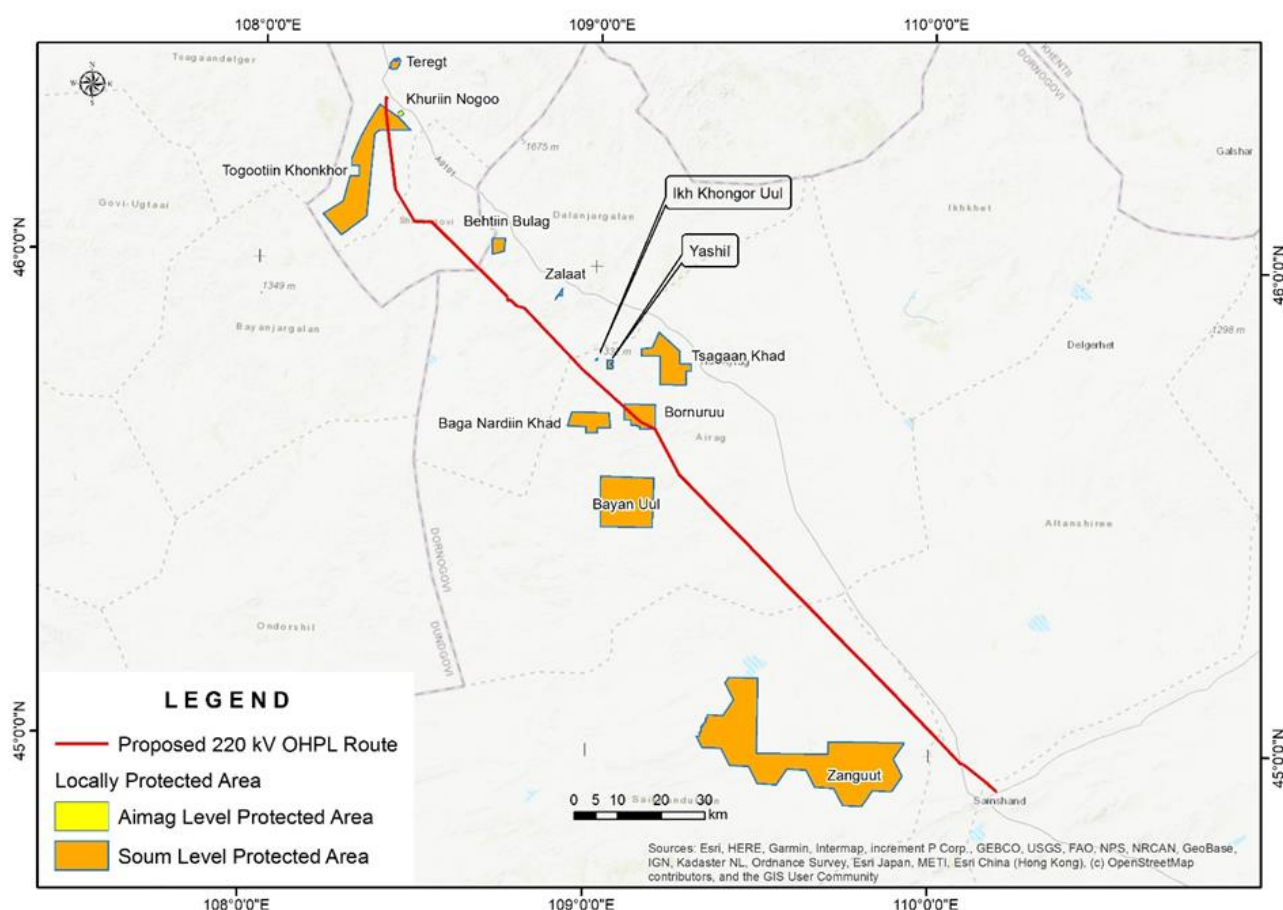 108°0'0"E
109°0'0"E
110°0'0"E
Tsagaandelger
Teregt
KHENTII
DORNOGOVI
N
W
S
Khuriin Nogoo
A0101
1675 m
Galshar
Togootiin Khonkhor
Ikh Khongor Uul
Govi-Ugtaal
Dalanjargalan
Ikhkhet
Behtiin Bulag
Yashil
46°0'0"N
46°0'0"N
Zalaat
1349 m
Bayanjargalan
1298 m
Tsagaan Khad
Delgerhet
Baga Nardiin Khad
Bornuruu
Airag
Bayan Uul
Altanshiree
DORNOGOVI
DUNDGOVI
Ondorshil
LEGEND
Proposed 220 kV OHPL Route
Locally Protected Area
Aimag Level Protected Area
Soum Level Protected Area
45°0'0"N
45°0'0"N
Zanguut
Sainshand
0 5 10 20 30
km
Sources: Esri, HERE, Garmin, Intermap, increment P Corp., GEBCO, USGS, FAO, NPS, NRCAN, GeoBase,
IGN, Kadaster NL, Ordnance Survey, Esri Japan, METI, Esri China (Hong Kong), (c) OpenStreetMap
contributors, and the GIS User Community
108°0'0"E
109°0'0"E
110°0'0"E